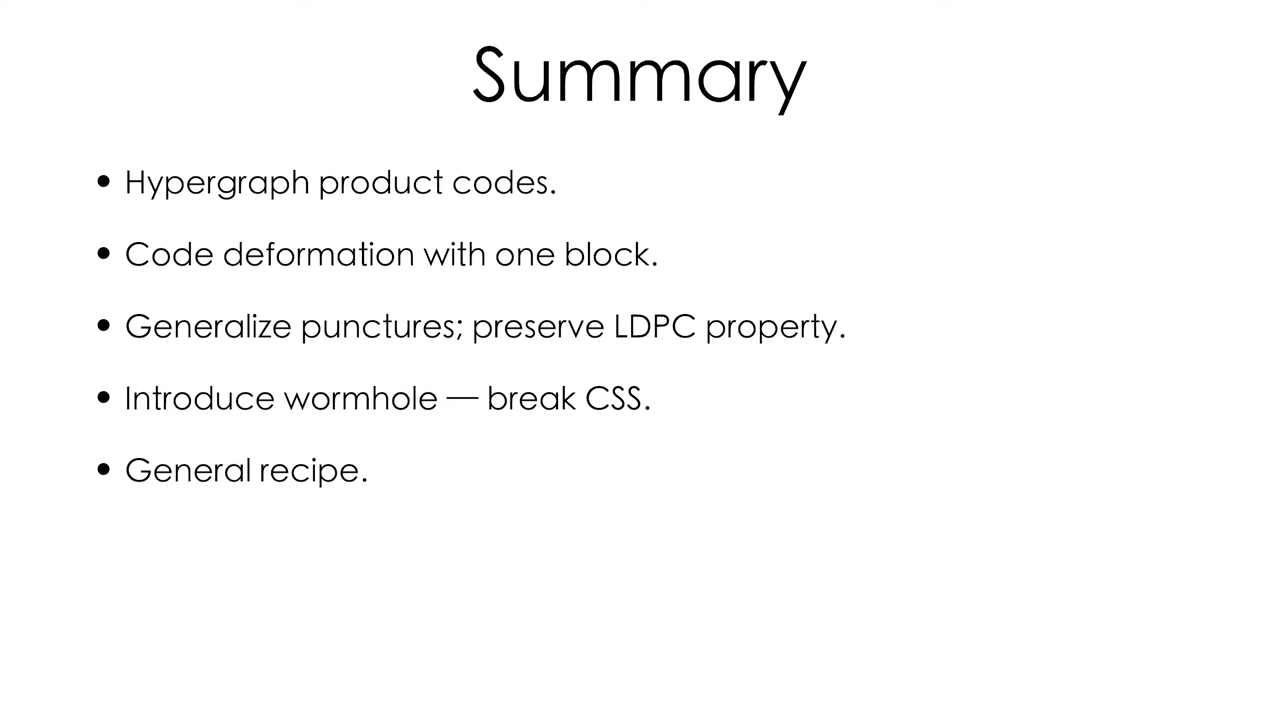 Summary
• Hypergraph product codes.
• Code deformation with one block.
• Generalize punctures; preserve LDPC property.
• Introduce wormhole — break CSS.
• General recipe.